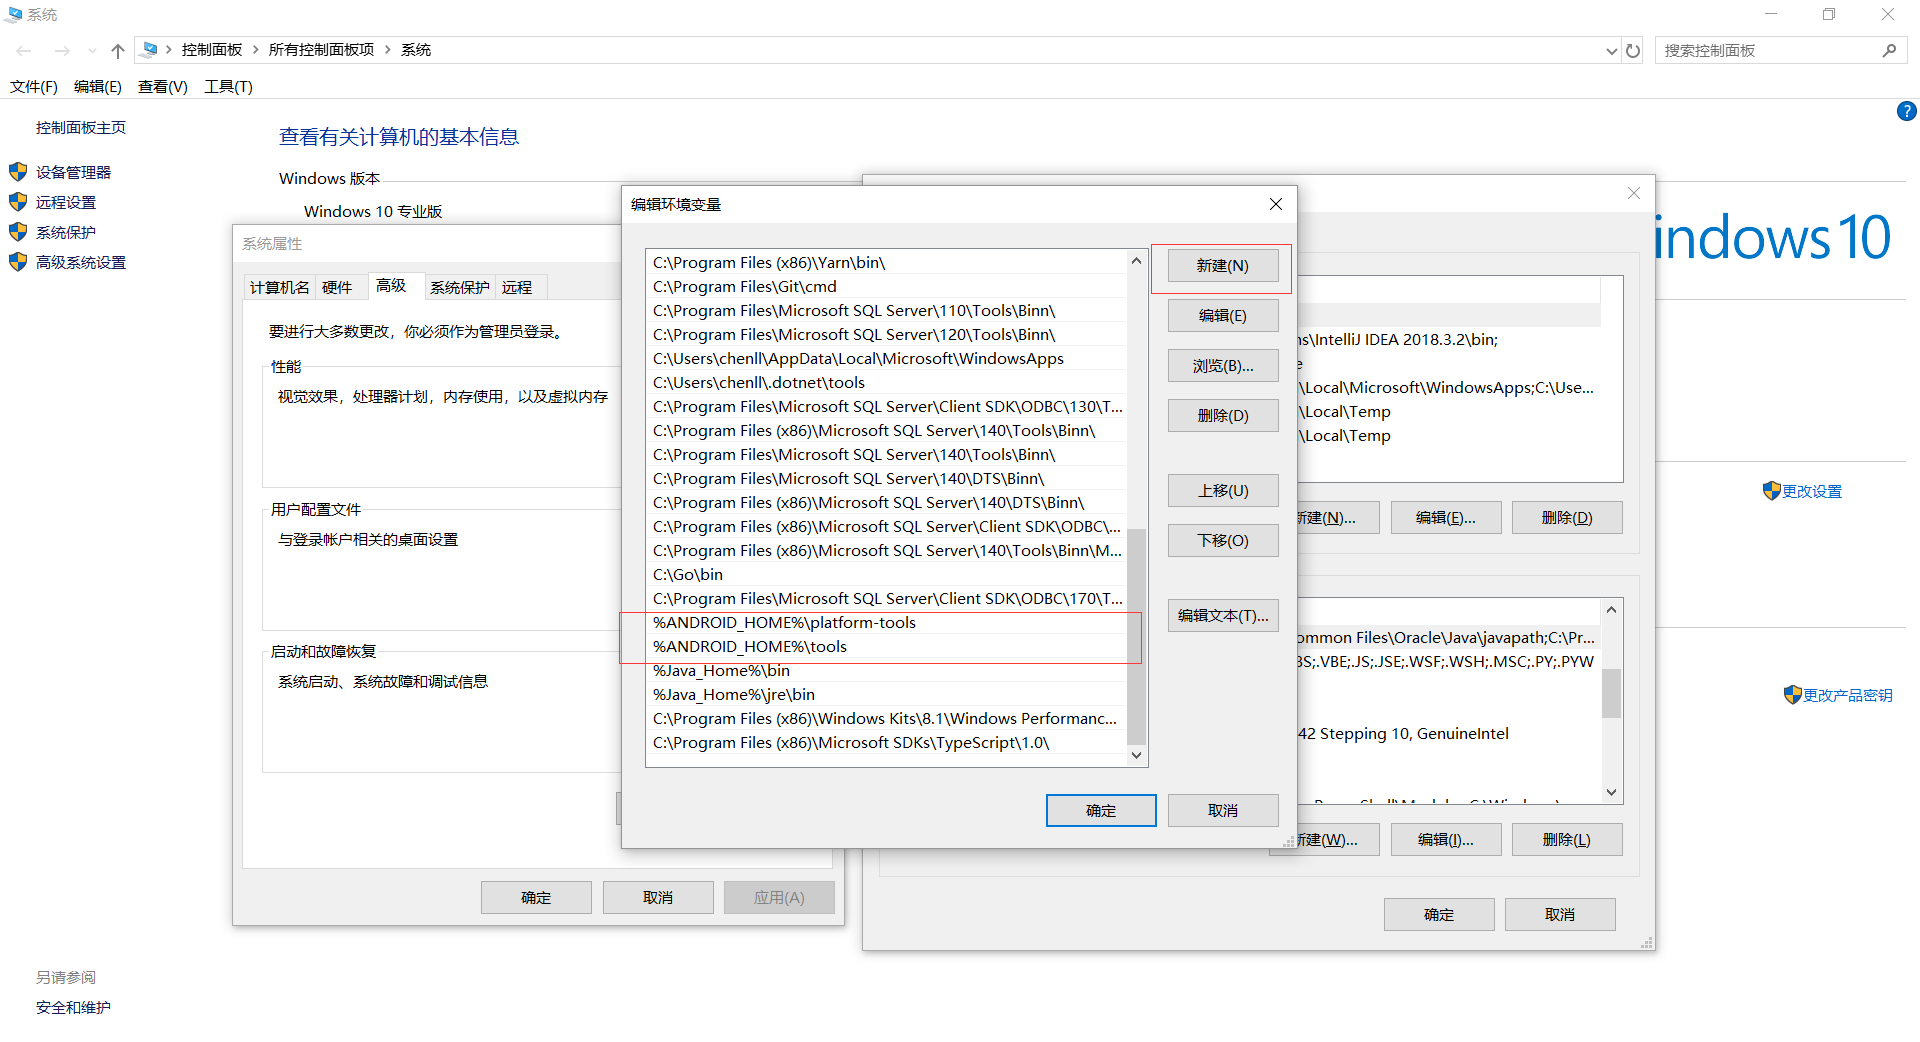 系统
控制面板 系统 所有控制面板项
搜索控制面板
文件(F) 编辑(E) 查看(V) 工具(T)
控制面板主页
设备管理器
远程设置
系统保护
高级系统设置
另请参阅
安全和维护
查看有关计算机的基本信息
Windows 版本
Windows 10 专业版
indows 10
更改设置
更改产品密钥
系统属性
计算机名 硬件 高级 系统保护 远程
要进行大多数更改，你必须作为管理员登录。
性能
视觉效果，处理器计划，内存使用，以及虚拟内存
用户配置文件
与登录帐户相关的桌面设置
启动和故障恢复
系统启动、系统故障和调试信息
确定 取消 应用(A)
编辑环境变量
C:\Program Files (x86)\Yarn\bin\
C:\Program Files\Git\cmd
C:\Program Files\Microsoft SQL Server\110\Tools\Binn\
C:\Program Files\Microsoft SQL Server\120\Tools\Binn\
C:\Users\chenll\AppData\Local\Microsoft\WindowsApps
C:\Users\chenll\.dotnet\tools
C:\Program Files\Microsoft SQL Server\Client SDK\ODBC\130\T...
C:\Program Files (x86)\Microsoft SQL Server\140\Tools\Binn\
C:\Program Files\Microsoft SQL Server\140\Tools\Binn\
C:\Program Files\Microsoft SQL Server\140\DTS\Binn\
C:\Program Files (x86)\Microsoft SQL Server\140\DTS\Binn\
C:\Program Files (x86)\Microsoft SQL Server\Client SDK\ODBC\...
C:\Program Files (x86)\Microsoft SQL Server\140\Tools\Binn\M...
C:\Go\bin
C:\Program Files\Microsoft SQL Server\Client SDK\ODBC\170\T...
%ANDROID_HOME%\platform-tools
%ANDROID_HOME%\tools
%Java_Home%\bin
%Java_Home%\jre\bin
C:\Program Files (x86)\Windows Kits\8.1\Windows Performanc...
C:\Program Files (x86)\Microsoft SDKs\TypeScript\1.0\
新建(N)
编辑(E)
浏览(B)...
删除(D)
上移(U)
下移(O)
编辑文本(T)...
确定 取消
ns\IntelliJ IDEA 2018.3.2\bin;
e
\Local\Microsoft\WindowsApps;C:\Use...
\Local\Temp
\Local\Temp
新建(N)... 编辑(E)... 删除(D)
ommon Files\Oracle\Java\javapath;C:\Pr...
BS;.VBE;.JS;.JSE;.WSF;.WSH;.MSC;.PY;.PYW
42 Stepping 10, GenuineIntel
新建(W)... 编辑(I)... 删除(L)
确定 取消